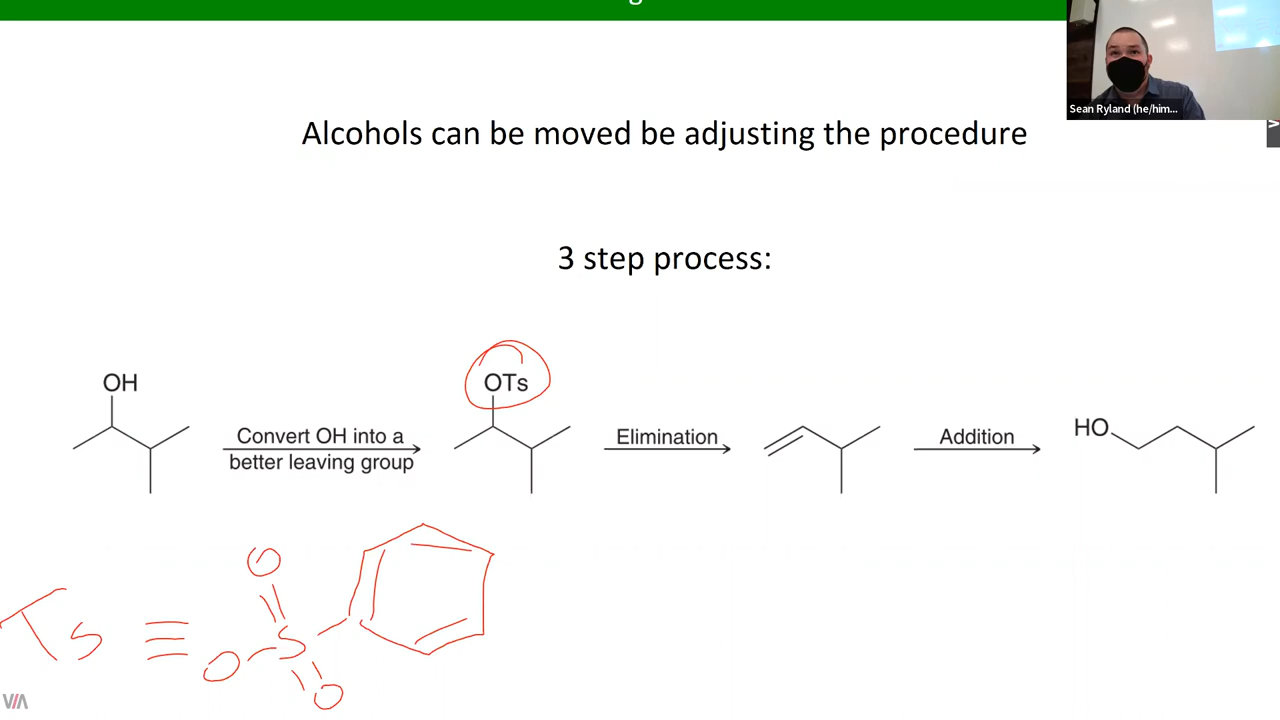 Sean Ryland (he/him...
Alcohols can be moved be adjusting the procedure
3 step process:
OH
Convert OH into a
better leaving group
OTs
Elimination
Addition
HO
Ts ≡ O S O O
VIA